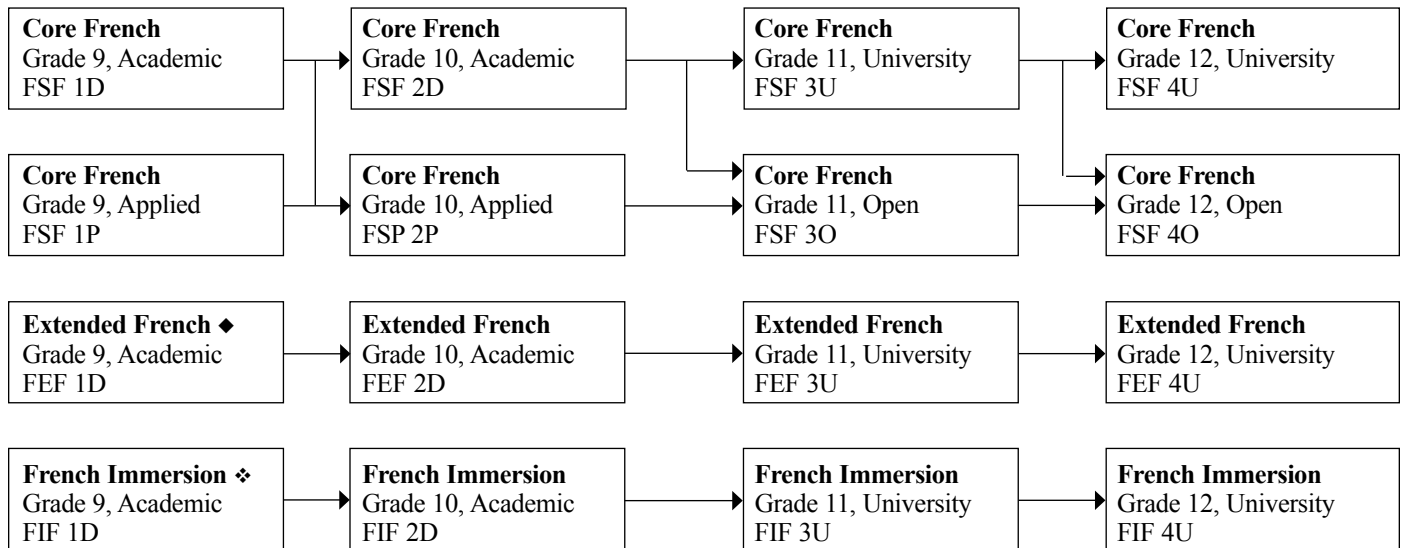 Core French
Grade 9, Academic
FSF 1D
Core French
Grade 10, Academic
FSF 2D
Core French
Grade 11, University
FSF 3U
Core French
Grade 12, University
FSF 4U
Core French
Grade 9, Applied
FSF 1P
Core French
Grade 10, Applied
FSP 2P
Core French
Grade 11, Open
FSF 3O
Core French
Grade 12, Open
FSF 4O
Extended French ◆
Grade 9, Academic
FEF 1D
Extended French
Grade 10, Academic
FEF 2D
Extended French
Grade 11, University
FEF 3U
Extended French
Grade 12, University
FEF 4U
French Immersion ❖
Grade 9, Academic
FIF 1D
French Immersion
Grade 10, Academic
FIF 2D
French Immersion
Grade 11, University
FIF 3U
French Immersion
Grade 12, University
FIF 4U